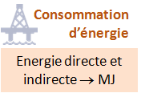 Consommation
d'énergie
Energie directe et
indirecte → MJ